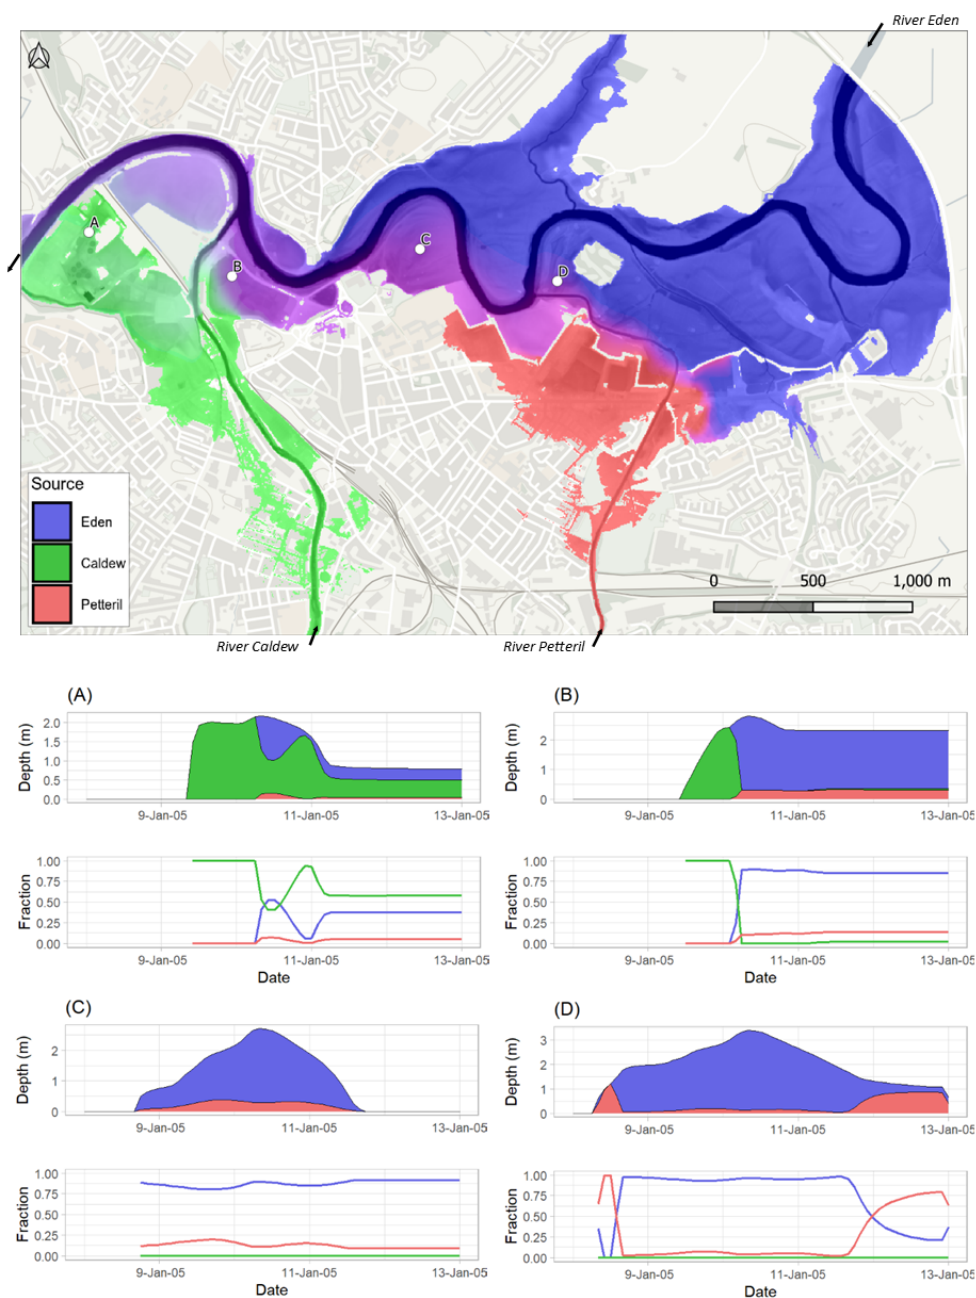 River Eden
A
B
C
D
Source
Eden
Caldew
Petteril
0 500 1,000 m
River Caldew
River Petteril
(A)
Depth (m)
2.0
1.5
1.0
0.5
0.0
9-Jan-05 11-Jan-05 13-Jan-05
Fraction
1.00
0.75
0.50
0.25
0.00
9-Jan-05 11-Jan-05 13-Jan-05
Date
(B)
Depth (m)
2
1
0
9-Jan-05 11-Jan-05 13-Jan-05
Fraction
1.00
0.75
0.50
0.25
0.00
9-Jan-05 11-Jan-05 13-Jan-05
Date
(C)
Depth (m)
2
1
0
9-Jan-05 11-Jan-05 13-Jan-05
Fraction
1.00
0.75
0.50
0.25
0.00
9-Jan-05 11-Jan-05 13-Jan-05
Date
(D)
Depth (m)
3
2
1
0
9-Jan-05 11-Jan-05 13-Jan-05
Fraction
1.00
0.75
0.50
0.25
0.00
9-Jan-05 11-Jan-05 13-Jan-05
Date